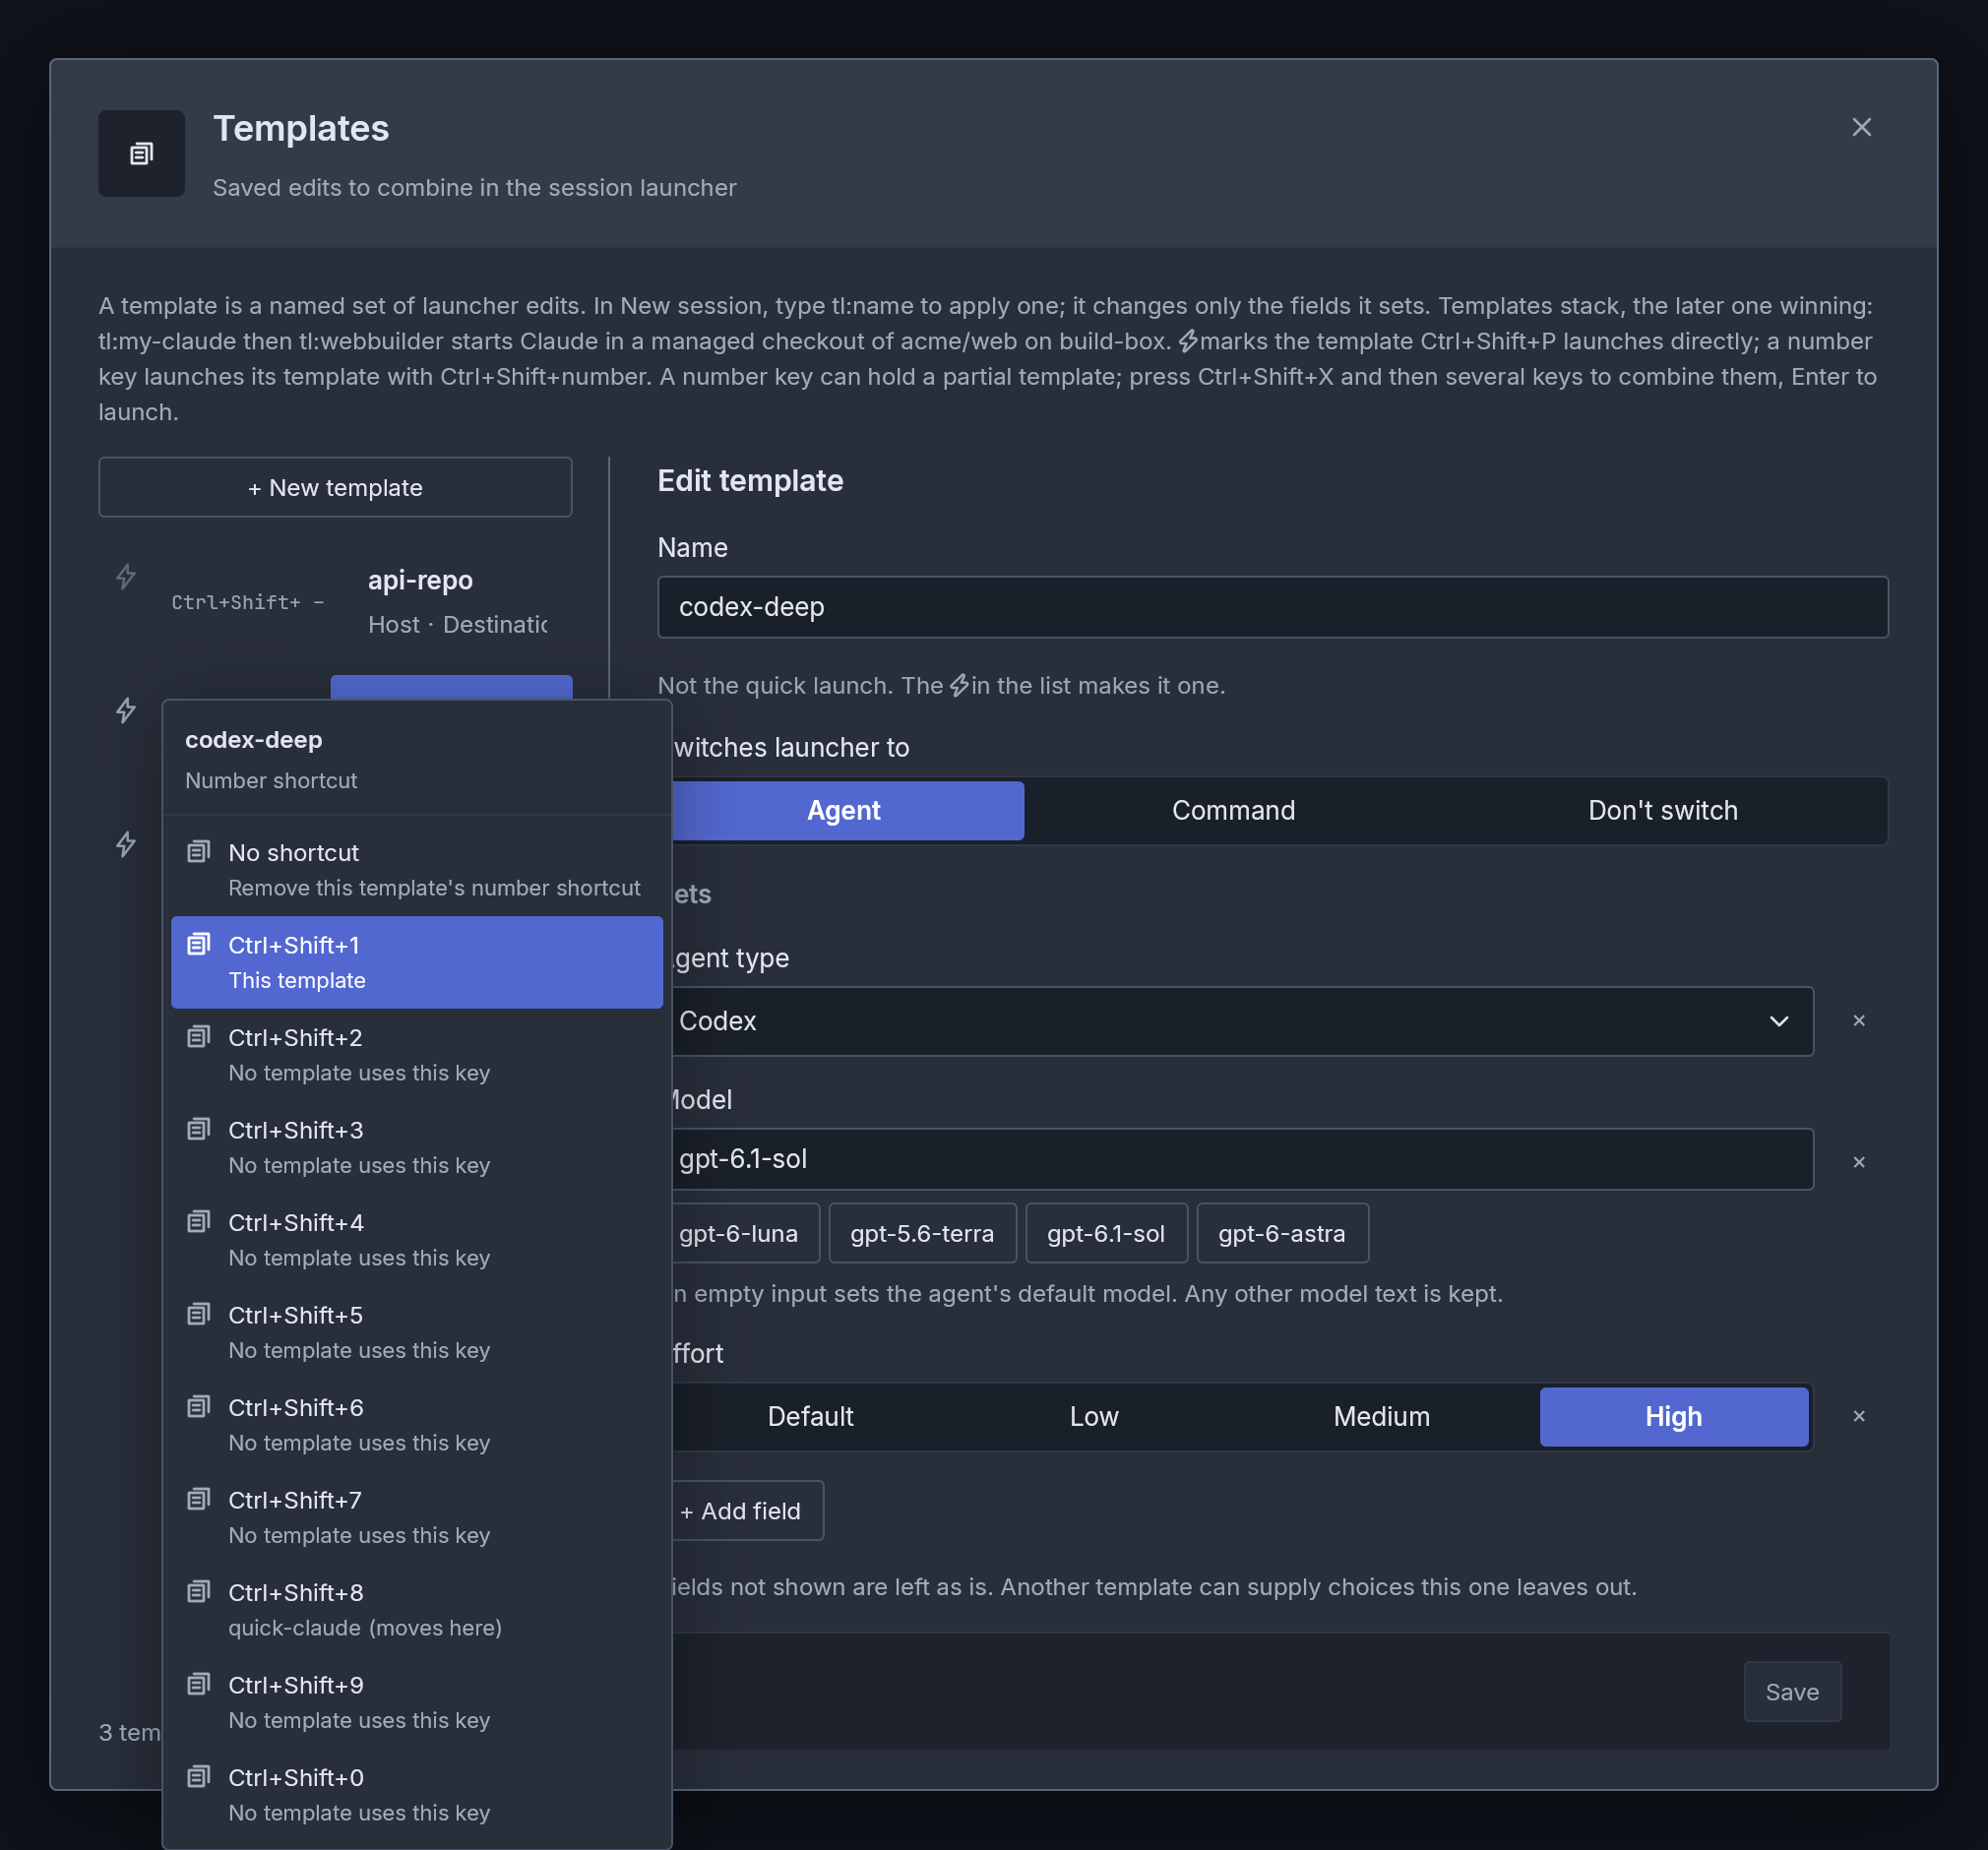 Templates
Saved edits to combine in the session launcher
A template is a named set of launcher edits. In New session, type tl:name to apply one; it changes only the fields it sets. Templates stack, the later one winning:
tl:my-claude then tl:webbuilder starts Claude in a managed checkout of acme/web on build-box. marks the template Ctrl+Shift+P launches directly; a number
key launches its template with Ctrl+Shift+number. A number key can hold a partial template; press Ctrl+Shift+X and then several keys to combine them, Enter to
launch.
+ New template
Ctrl+Shift+ –
api-repo
Host · Destinatic
codex-deep
Number shortcut
No shortcut
Remove this template's number shortcut
Ctrl+Shift+1
This template
Ctrl+Shift+2
No template uses this key
Ctrl+Shift+3
No template uses this key
Ctrl+Shift+4
No template uses this key
Ctrl+Shift+5
No template uses this key
Ctrl+Shift+6
No template uses this key
Ctrl+Shift+7
No template uses this key
Ctrl+Shift+8
quick-claude (moves here)
Ctrl+Shift+9
No template uses this key
Ctrl+Shift+0
No template uses this key
3 tem
Edit template
Name
codex-deep
Not the quick launch. The in the list makes it one.
witches launcher to
Agent
Command
Don't switch
ets
gent type
Codex
×
odel
gpt-6.1-sol
×
gpt-6-luna
gpt-5.6-terra
gpt-6.1-sol
gpt-6-astra
n empty input sets the agent's default model. Any other model text is kept.
ffort
Default
Low
Medium
High
×
+ Add field
ields not shown are left as is. Another template can supply choices this one leaves out.
Save